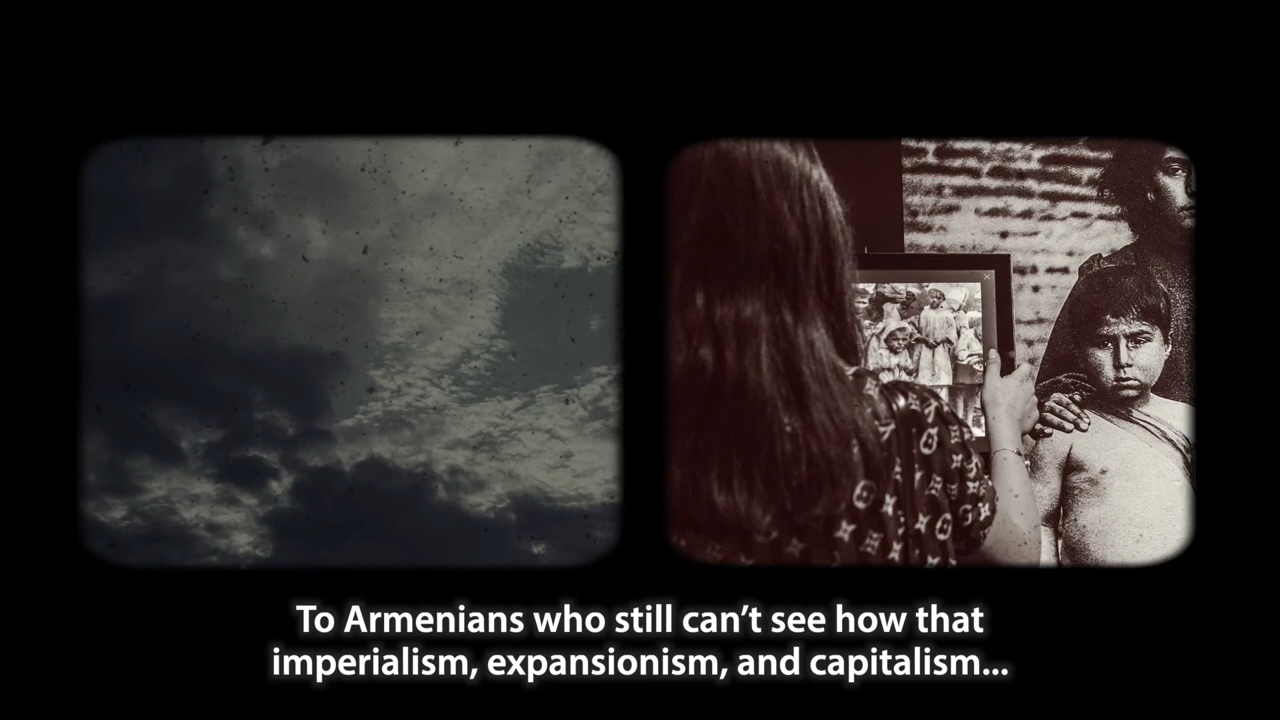 To Armenians who still can’t see how that
imperialism, expansionism, and capitalism...